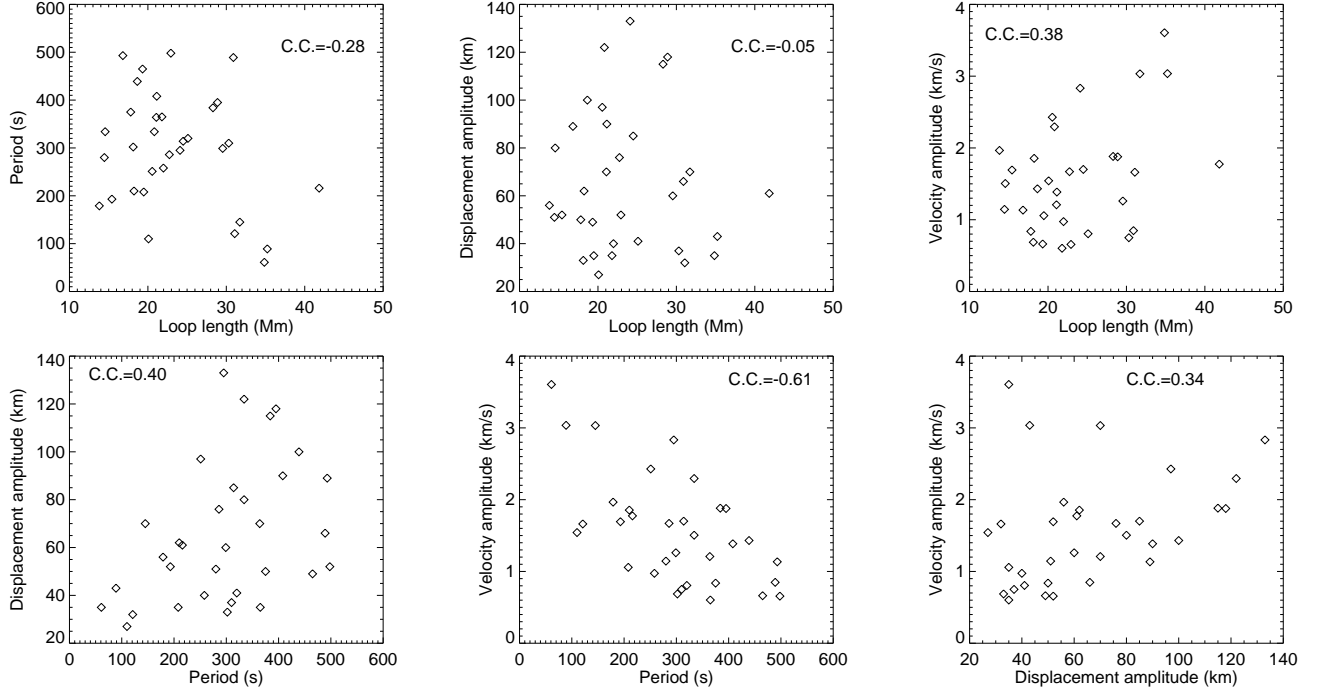 600
500
400
300
200
100
0
Period (s)
C.C.=-0.28
10 20 30 40 50
Loop length (Mm)
140
120
100
80
60
40
20
Displacement amplitude (km)
C.C.=-0.05
10 20 30 40 50
Loop length (Mm)
4
3
2
1
0
Velocity amplitude (km/s)
C.C.=0.38
10 20 30 40 50
Loop length (Mm)
140
120
100
80
60
40
20
Displacement amplitude (km)
C.C.=0.40
0 100 200 300 400 500 600
Period (s)
4
3
2
1
0
Velocity amplitude (km/s)
C.C.=-0.61
0 100 200 300 400 500 600
Period (s)
4
3
2
1
0
Velocity amplitude (km/s)
C.C.=0.34
20 40 60 80 100 120 140
Displacement amplitude (km)